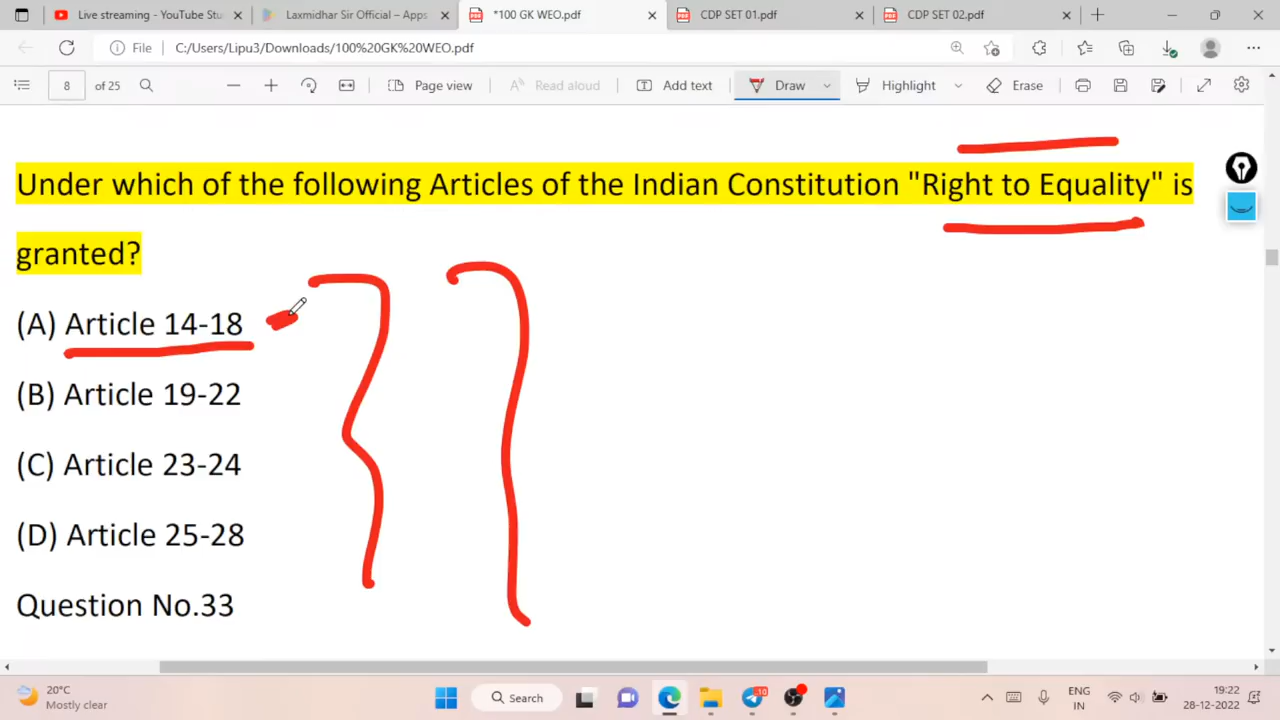 Live streaming - YouTube Stu
Laxmidhar Sir Official – Apps
*100 GK WEO.pdf
CDP SET 01.pdf
CDP SET 02.pdf
File
C:/Users/Lipu3/Downloads/100%20GK%20WEO.pdf
8 of 25
Page view
Read aloud
Add text
Draw
Highlight
Erase
Under which of the following Articles of the Indian Constitution "Right to Equality" is
granted?
(A) Article 14-18
(B) Article 19-22
(C) Article 23-24
(D) Article 25-28
Question No.33
20°C
Mostly clear
Search
10
ENG
IN
19:22
28-12-2022